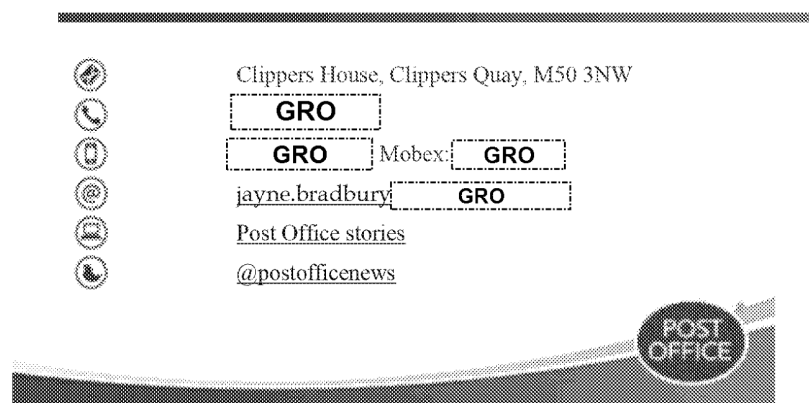 Clippers House, Clippers Quay, M50 3NW
GRO
GRO Mobex: GRO
@ jayne.bradbury GRO
Post Office stories
@postofficenews
POST
OFFICE